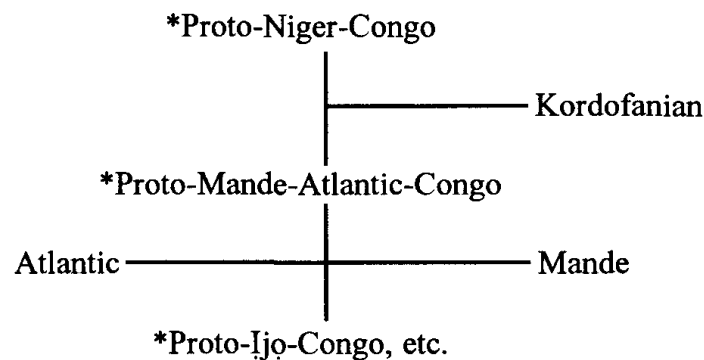 *Proto-Niger-Congo
Kordofanian
*Proto-Mande-Atlantic-Congo
Atlantic Mande
*Proto-Ịjọ-Congo, etc.